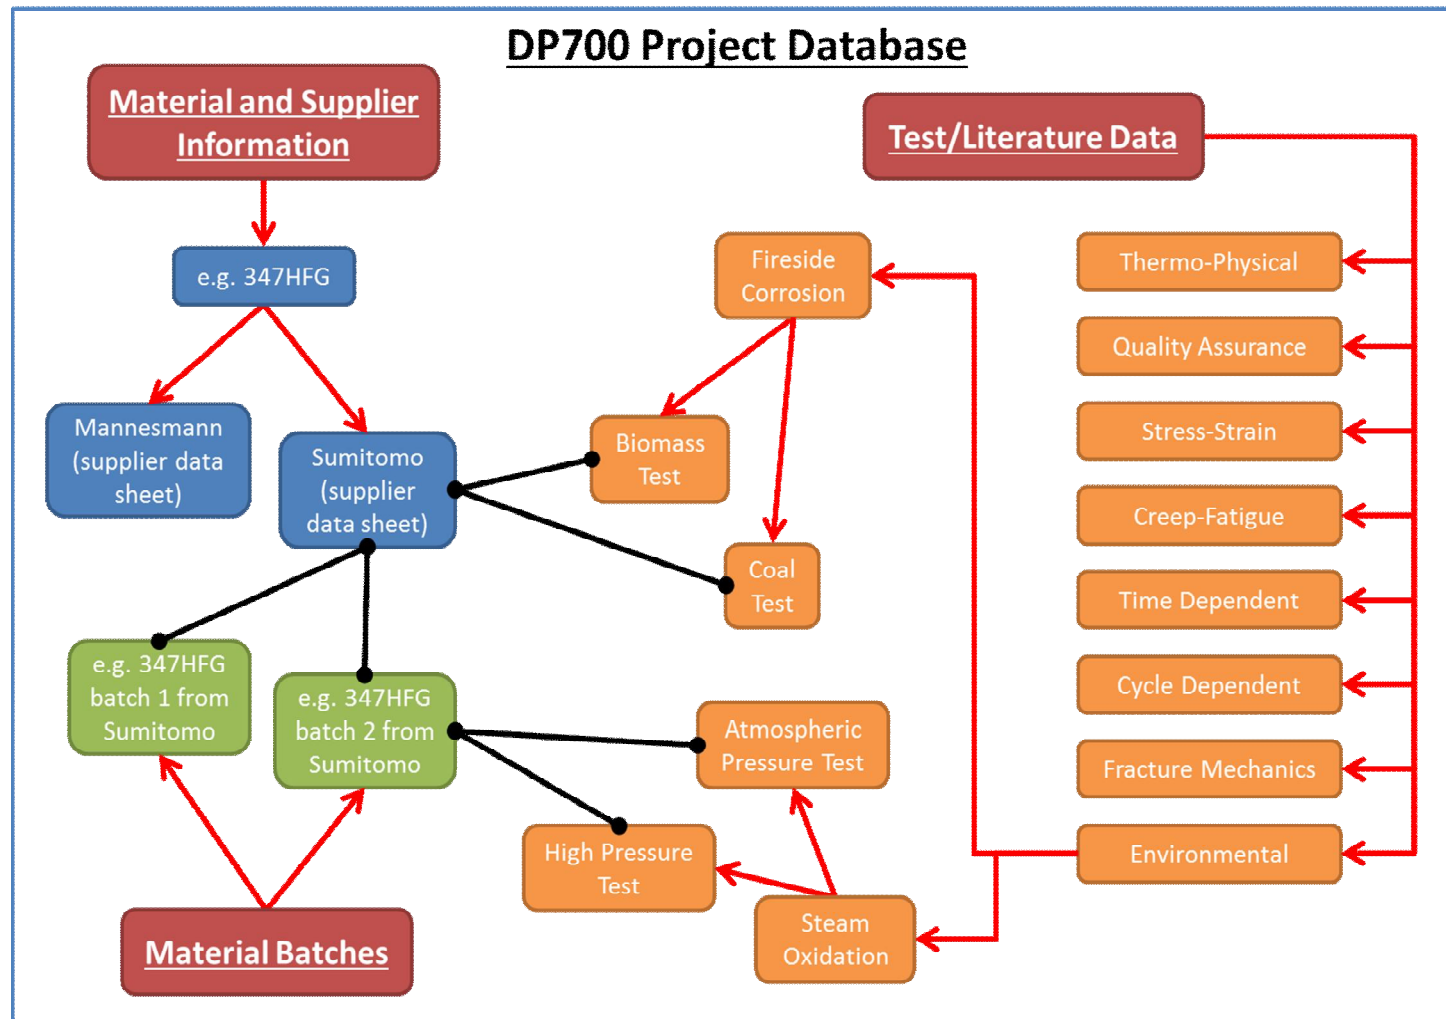 DP700 Project Database
Material and Supplier
Information
Test/Literature Data
e.g. 347HFG
Fireside
Corrosion
Thermo-Physical
Quality Assurance
Mannesmann
(supplier data
sheet)
Sumitomo
(supplier
data sheet)
Biomass
Test
Stress-Strain
Creep-Fatigue
Coal
Test
Time Dependent
e.g. 347HFG
batch 1 from
Sumitomo
e.g. 347HFG
batch 2 from
Sumitomo
Atmospheric
Pressure Test
Cycle Dependent
Fracture Mechanics
High Pressure
Test
Environmental
Steam
Oxidation
Material Batches